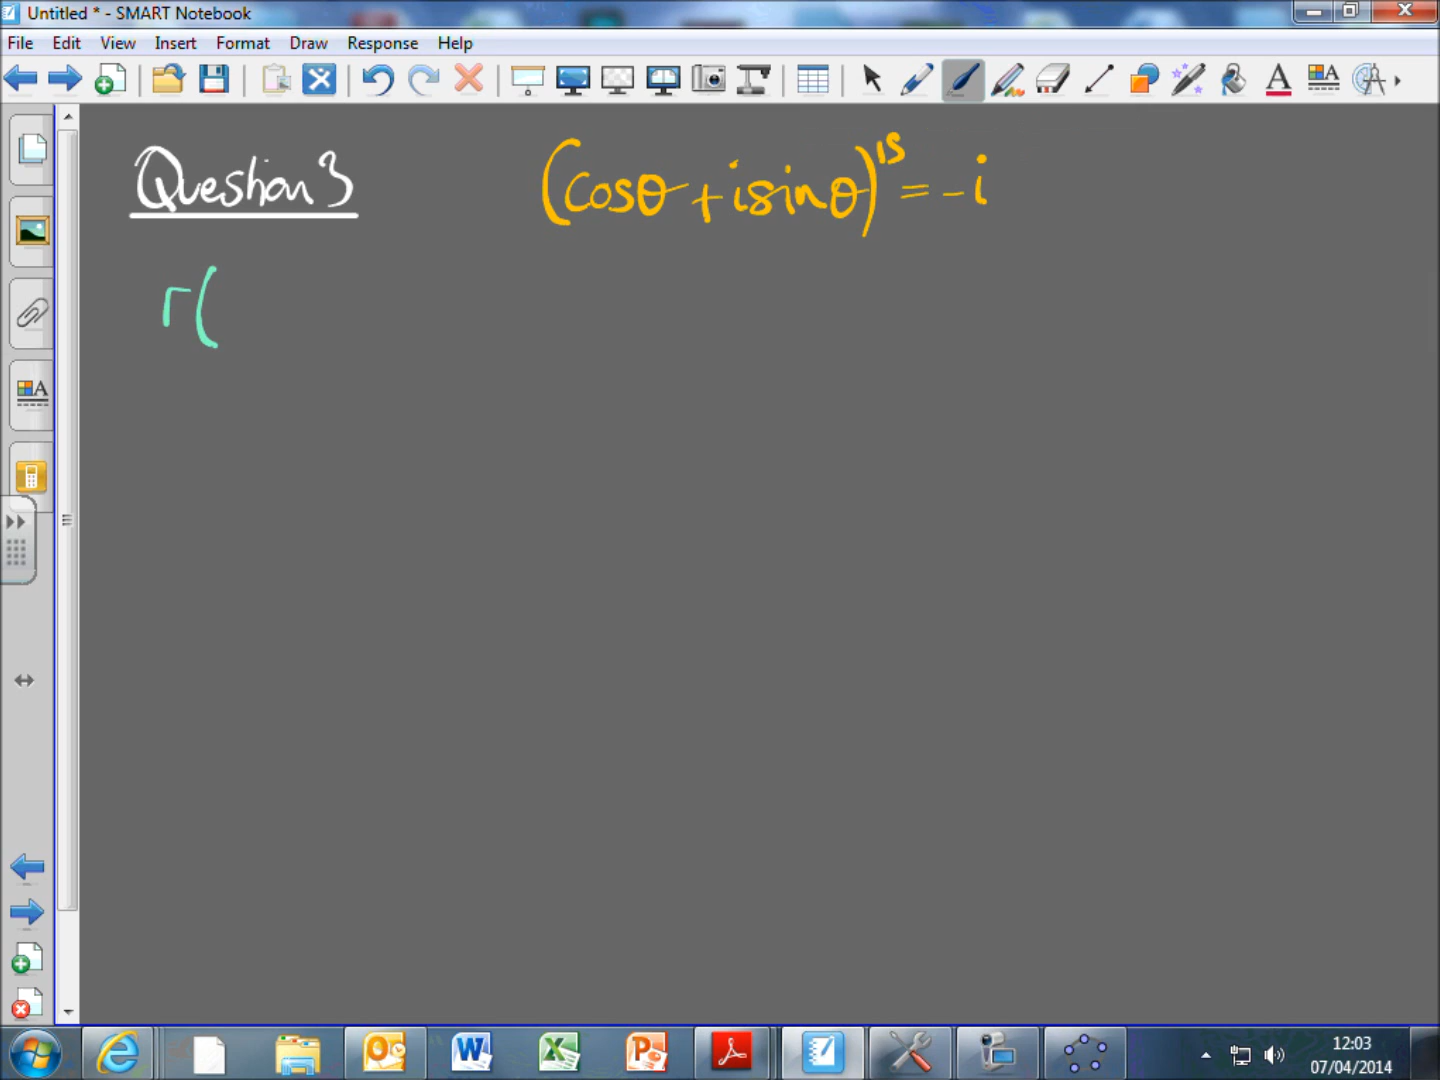 Untitled * - SMART Notebook
File Edit View Insert Format Draw Response Help
Question 3
(cosθ + isinθ)^15 = -i
r(
12:03
07/04/2014